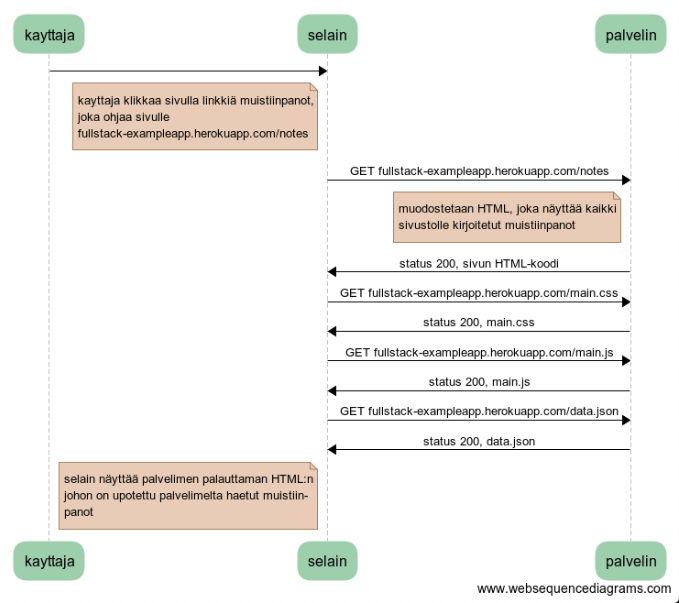 kayttaja
selain
palvelin
kayttaja klikkaa sivulla linkkiä muistiinpanot,
joka ohjaa sivulle
fullstack-exampleapp.herokuapp.com/notes
GET fullstack-exampleapp.herokuapp.com/notes
muodostetaan HTML, joka näyttää kaikki
sivustolle kirjoitetut muistiinpanot
status 200, sivun HTML-koodi
GET fullstack-exampleapp.herokuapp.com/main.css
status 200, main.css
GET fullstack-exampleapp.herokuapp.com/main.js
status 200, main.js
GET fullstack-exampleapp.herokuapp.com/data.json
status 200, data.json
selain näyttää palvelimen palauttaman HTML:n
johon on upotettu palvelimelta haetut muistiin-
panot
kayttaja
selain
palvelin
www.websequencediagrams.com